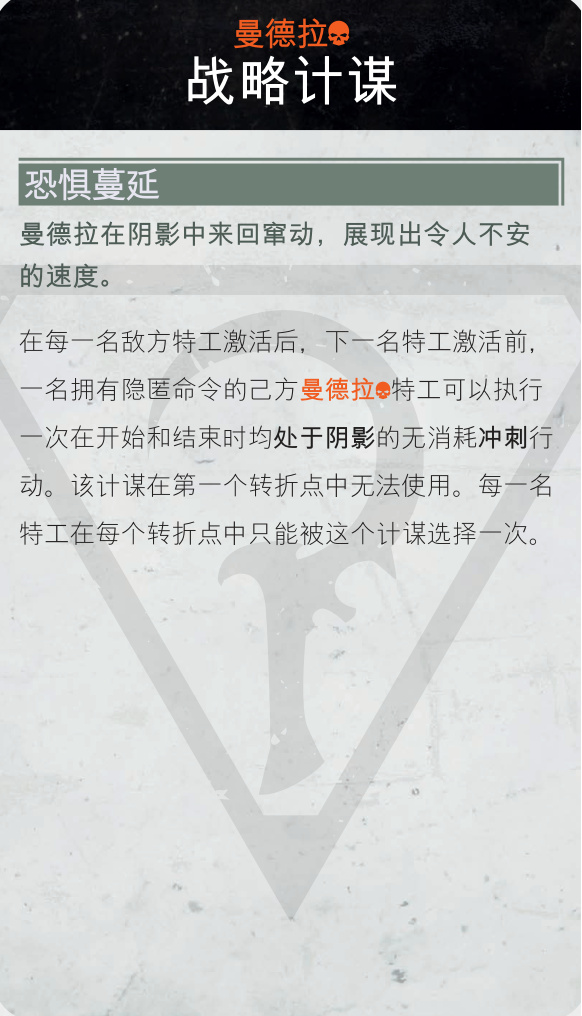 曼德拉
战略计谋
恐惧蔓延
曼德拉在阴影中来回窜动，展现出令人不安
的速度。
在每一名敌方特工激活后，下一名特工激活前，
一名拥有隐匿命令的己方曼德拉特工可以执行
一次在开始和结束时均处于阴影的无消耗冲刺行
动。该计谋在第一个转折点中无法使用。每一名
特工在每个转折点中只能被这个计谋选择一次。